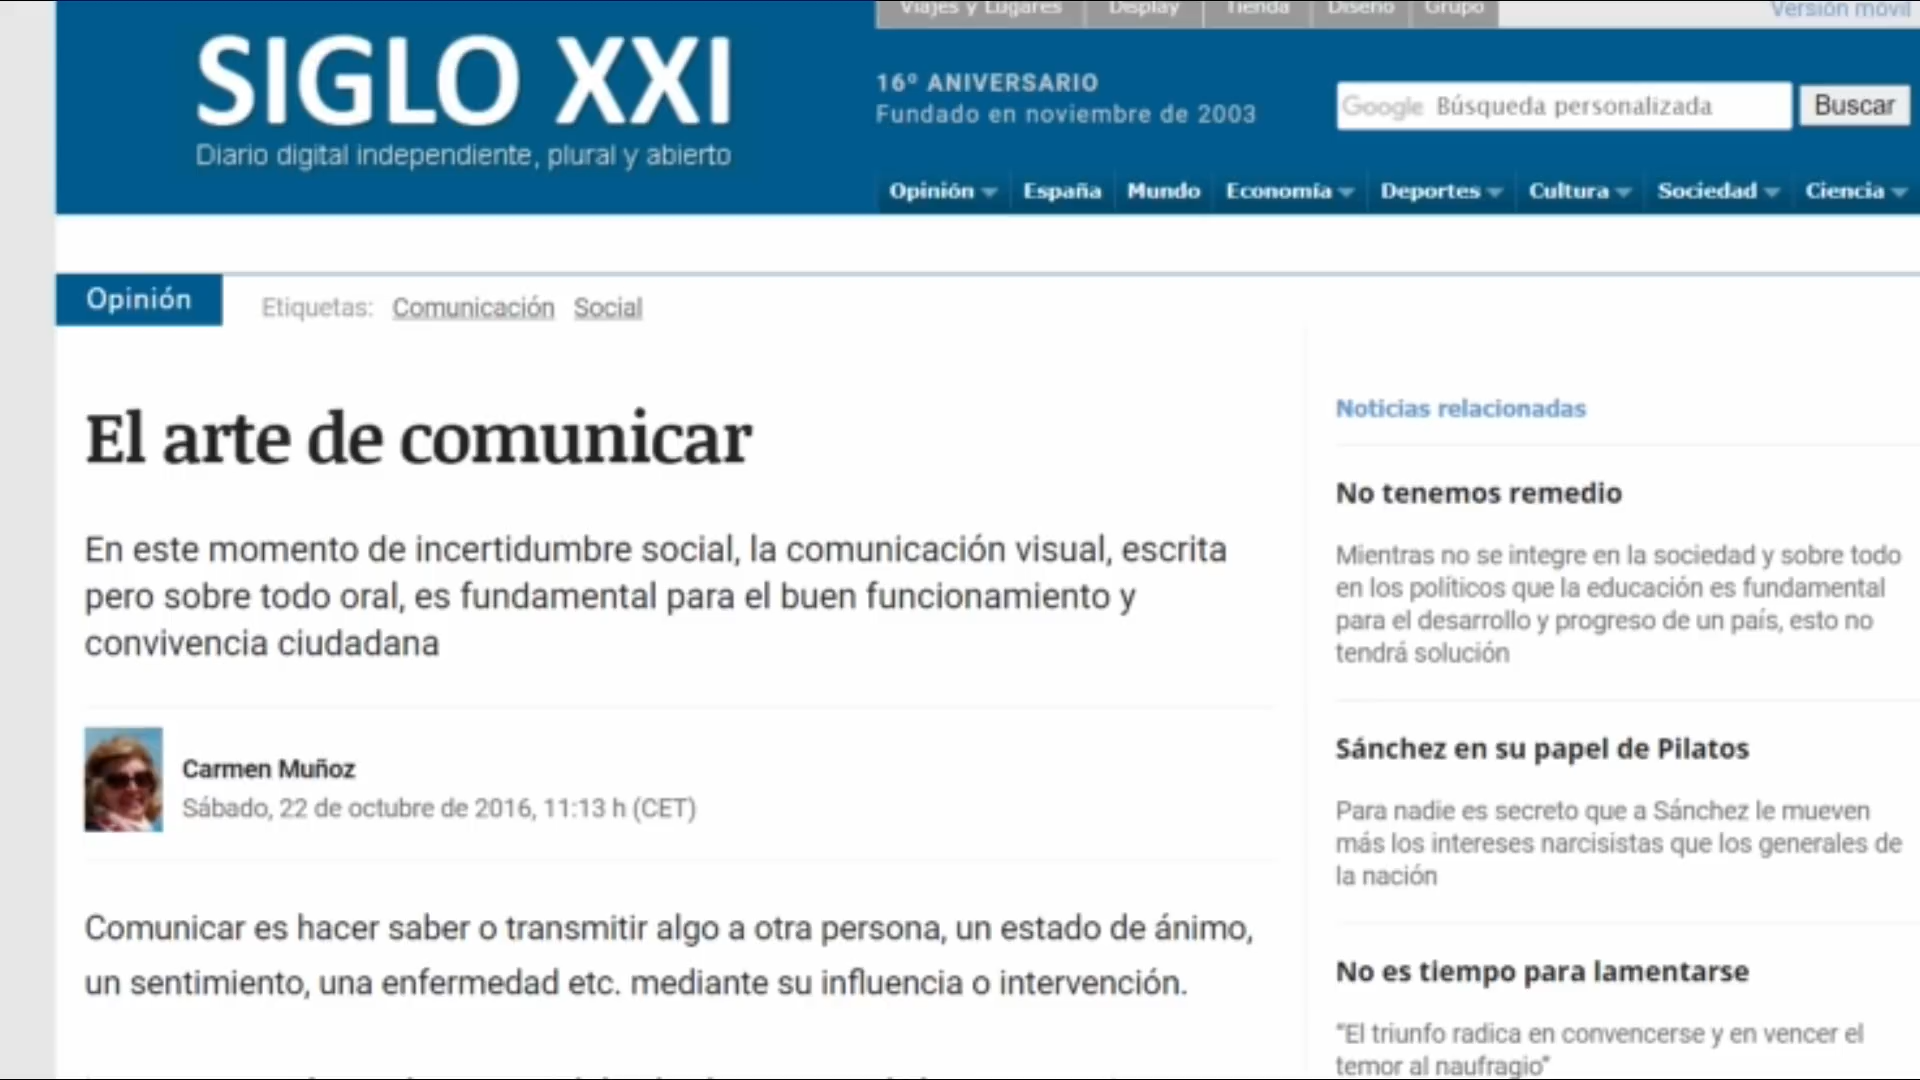 Viajes y Lugares Display Tienda Diseño Grupo
Versión móvil
SIGLO XXI
Diario digital independiente, plural y abierto
16º ANIVERSARIO
Fundado en noviembre de 2003
Google Búsqueda personalizada
Buscar
Opinión España Mundo Economía Deportes Cultura Sociedad Ciencia
Opinión
Etiquetas: Comunicación Social
El arte de comunicar
En este momento de incertidumbre social, la comunicación visual, escrita
pero sobre todo oral, es fundamental para el buen funcionamiento y
convivencia ciudadana
Carmen Muñoz
Sábado, 22 de octubre de 2016, 11:13 h (CET)
Comunicar es hacer saber o transmitir algo a otra persona, un estado de ánimo,
un sentimiento, una enfermedad etc. mediante su influencia o intervención.
Noticias relacionadas
No tenemos remedio
Mientras no se integre en la sociedad y sobre todo
en los políticos que la educación es fundamental
para el desarrollo y progreso de un país, esto no
tendrá solución
Sánchez en su papel de Pilatos
Para nadie es secreto que a Sánchez le mueven
más los intereses narcisistas que los generales de
la nación
No es tiempo para lamentarse
“El triunfo radica en convencerse y en vencer el
temor al naufragio”